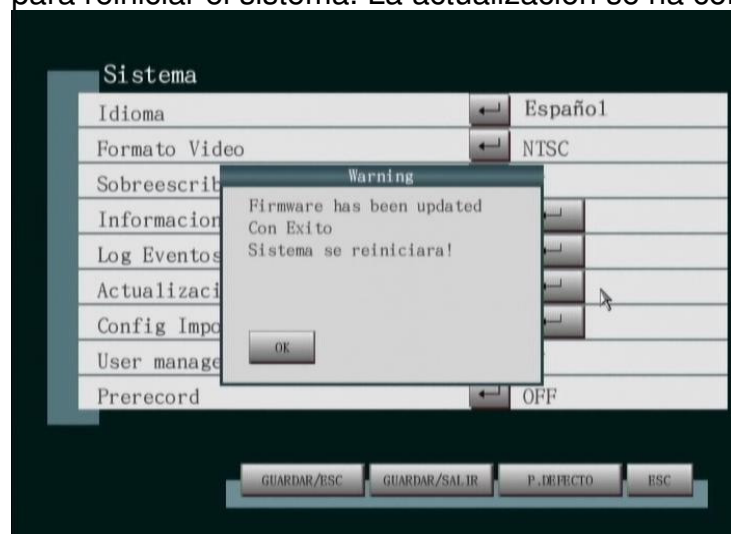 para reiniciar el sistema. La actualización se ha
Sistema
Idioma Español
Formato Video NTSC
Sobreescrib
Informacion
Log Eventos
Actualizaci
Config Impo
User manage
Prerecord OFF
Warning
Firmware has been updated
Con Exito
Sistema se reiniciara!
OK
GUARDAR/ESC GUARDAR/SALIR P.DEFECTO ESC